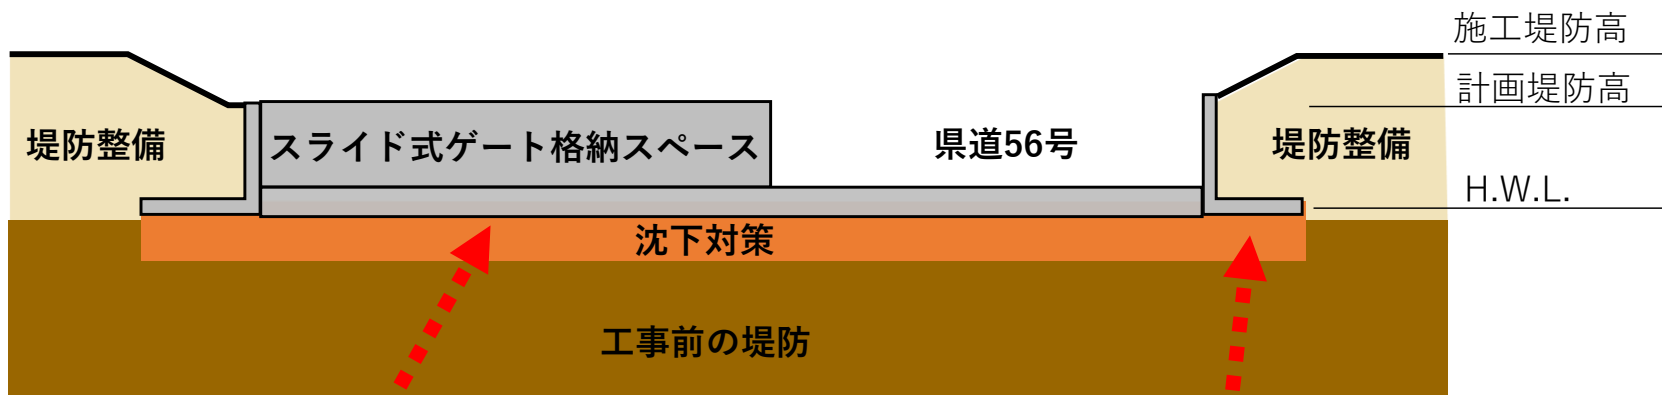 施工堤防高
計画堤防高
堤防整備
スライド式ゲート格納スペース
県道56号
堤防整備
H.W.L.
沈下対策
工事前の堤防